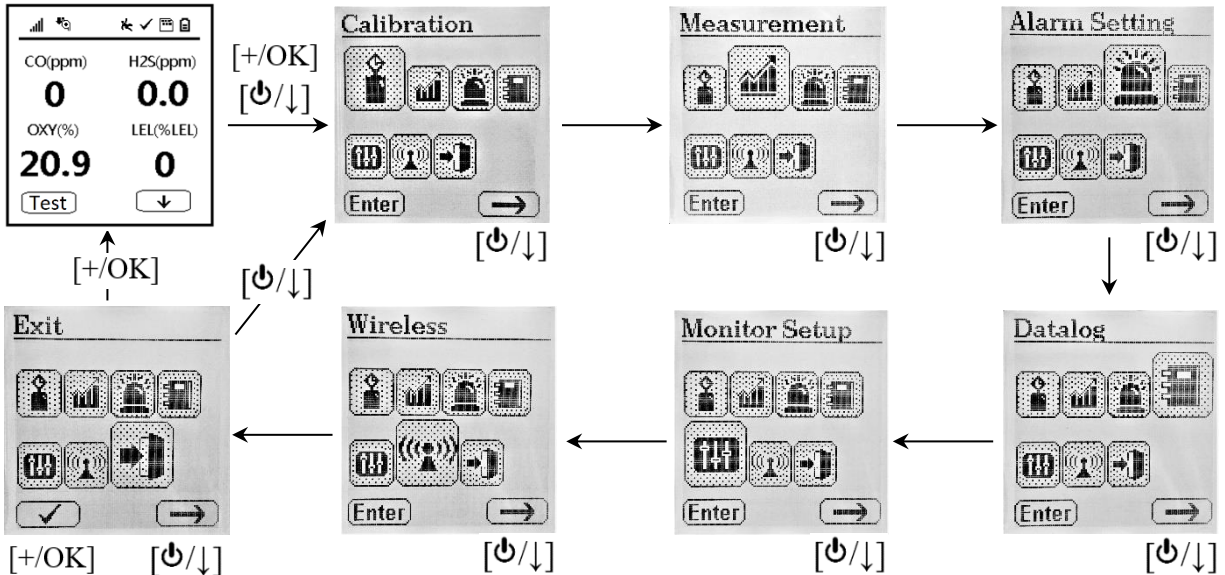 CO(ppm) H2S(ppm)
0 0.0
OXY(%) LEL(%LEL)
20.9 0
Test ↓
[+/OK]
[⏻/↓]
Calibration
Enter →
[⏻/↓]
Measurement
Enter →
[⏻/↓]
Alarm Setting
Enter →
[⏻/↓]
[+/OK]
[⏻/↓]
Exit
✓ →
[+/OK] [⏻/↓]
Wireless
Enter →
[⏻/↓]
Monitor Setup
Enter →
[⏻/↓]
Datalog
Enter →
[⏻/↓]